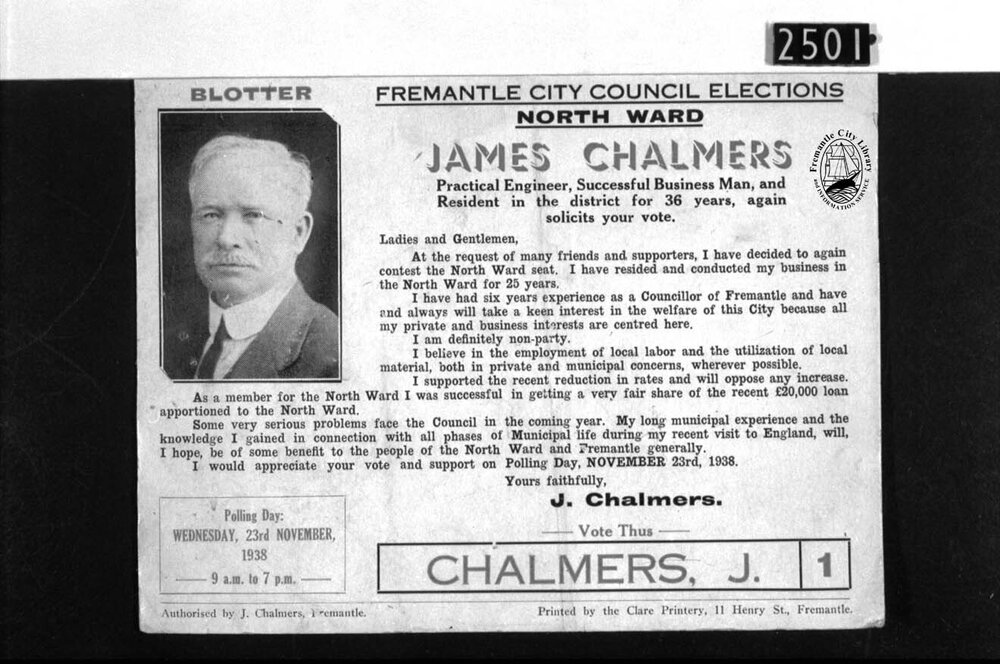 2501
BLOTTER
FREMANTLE CITY COUNCIL ELECTIONS
NORTH WARD
JAMES CHALMERS
Fremantle City Library
and INFORMATION SERVICE
Practical Engineer, Successful Business Man, and
Resident in the district for 36 years, again
solicits your vote.
Ladies and Gentlemen,
At the request of many friends and supporters, I have decided to again
contest the North Ward seat. I have resided and conducted my business in
the North Ward for 25 years.
I have had six years experience as a Councillor of Fremantle and have
and always will take a keen interest in the welfare of this City because all
my private and business interests are centred here.
I am definitely non-party.
I believe in the employment of local labor and the utilization of local
material, both in private and municipal concerns, wherever possible.
I supported the recent reduction in rates and will oppose any increase.
As a member for the North Ward I was successful in getting a very fair share of the recent £20,000 loan
apportioned to the North Ward.
Some very serious problems face the Council in the coming year. My long municipal experience and the
knowledge I gained in connection with all phases of Municipal life during my recent visit to England, will,
I hope, be of some benefit to the people of the North Ward and Fremantle generally.
I would appreciate your vote and support on Polling Day, NOVEMBER 23rd, 1938.
Yours faithfully,
J. Chalmers.
Polling Day:
WEDNESDAY, 23rd NOVEMBER,
1938
9 a.m. to 7 p.m.
Vote Thus
CHALMERS, J. 1
Authorised by J. Chalmers, Fremantle.
Printed by the Clare Printery, 11 Henry St., Fremantle.